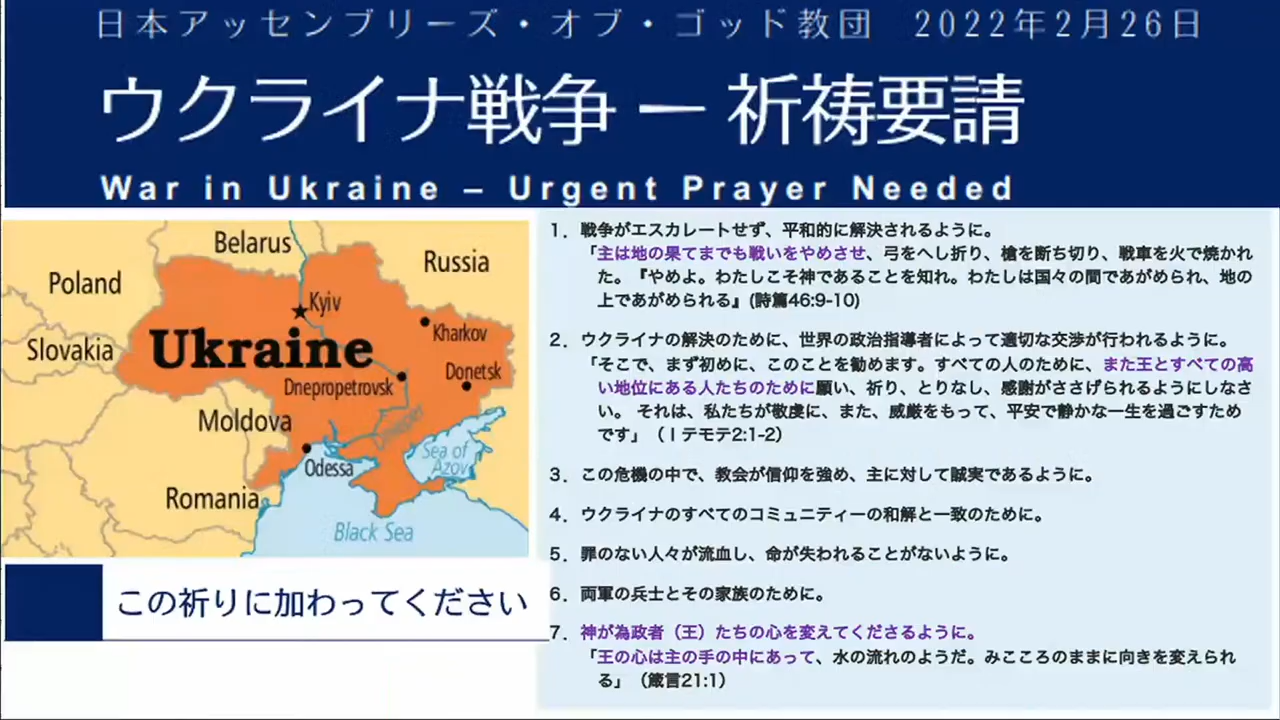 日本アッセンブリーズ・オブ・ゴッド教団　2022年2月26日
ウクライナ戦争 ー 祈祷要請
War in Ukraine – Urgent Prayer Needed
Belarus
Russia
Poland
Kyiv
Kharkov
Ukraine
Slovakia
Donetsk
Dnepropetrovsk
Moldova
Odessa
Sea of
Azov
Romania
Black Sea
この祈りに加わってください
1．戦争がエスカレートせず、平和的に解決されるように。
「主は地の果てまでも戦いをやめさせ、弓をへし折り、槍を断ち切り、戦車を火で焼かれ
た。『やめよ。わたしこそ神であることを知れ。わたしは国々の間であがめられ、地の
上であがめられる』(詩篇46:9-10)
2．ウクライナの解決のために、世界の政治指導者によって適切な交渉が行われるように。
「そこで、まず初めに、このことを勧めます。すべての人のために、また王とすべての高
い地位にある人たちのために願い、祈り、とりなし、感謝がささげられるようにしなさ
い。 それは、私たちが敬虔に、また、威厳をもって、平安で静かな一生を過ごすため
です」（Ⅰテモテ2:1-2）
3．この危機の中で、教会が信仰を強め、主に対して誠実であるように。
4．ウクライナのすべてのコミュニティーの和解と一致のために。
5．罪のない人々が流血し、命が失われることがないように。
6．両軍の兵士とその家族のために。
7．神が為政者（王）たちの心を変えてくださるように。
「王の心は主の手の中にあって、水の流れのようだ。みこころのままに向きを変えられ
る」（箴言21:1）